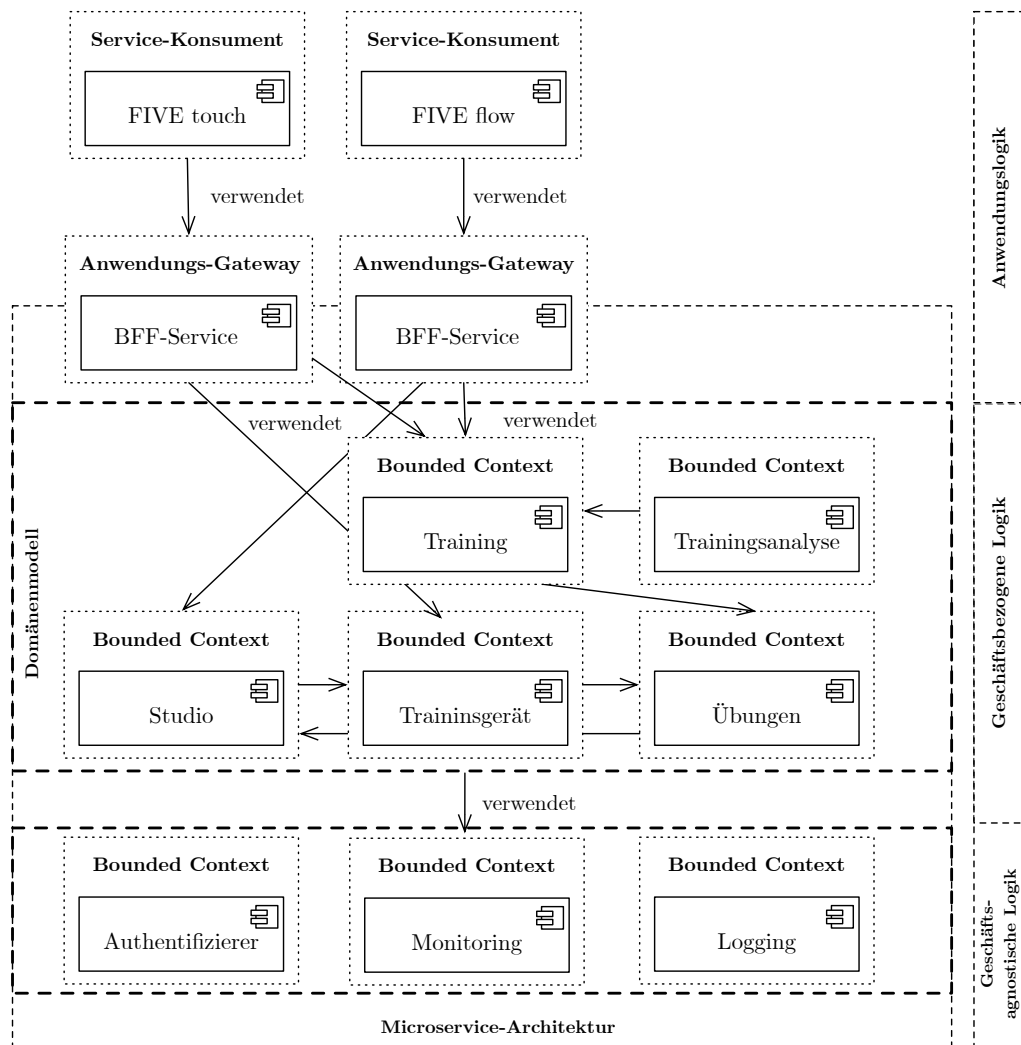 Service-Konsument
Service-Konsument
FIVE touch
FIVE flow
verwendet
verwendet
Anwendungslogik
Anwendungs-Gateway
Anwendungs-Gateway
BFF-Service
BFF-Service
verwendet
verwendet
Domänenmodell
Bounded Context
Bounded Context
Training
Trainingsanalyse
Geschäftsbezogene Logik
Bounded Context
Bounded Context
Bounded Context
Studio
Traininsgerät
Übungen
verwendet
Bounded Context
Bounded Context
Bounded Context
Authentifizierer
Monitoring
Logging
Geschäfts-
agnostische Logik
Microservice-Architektur